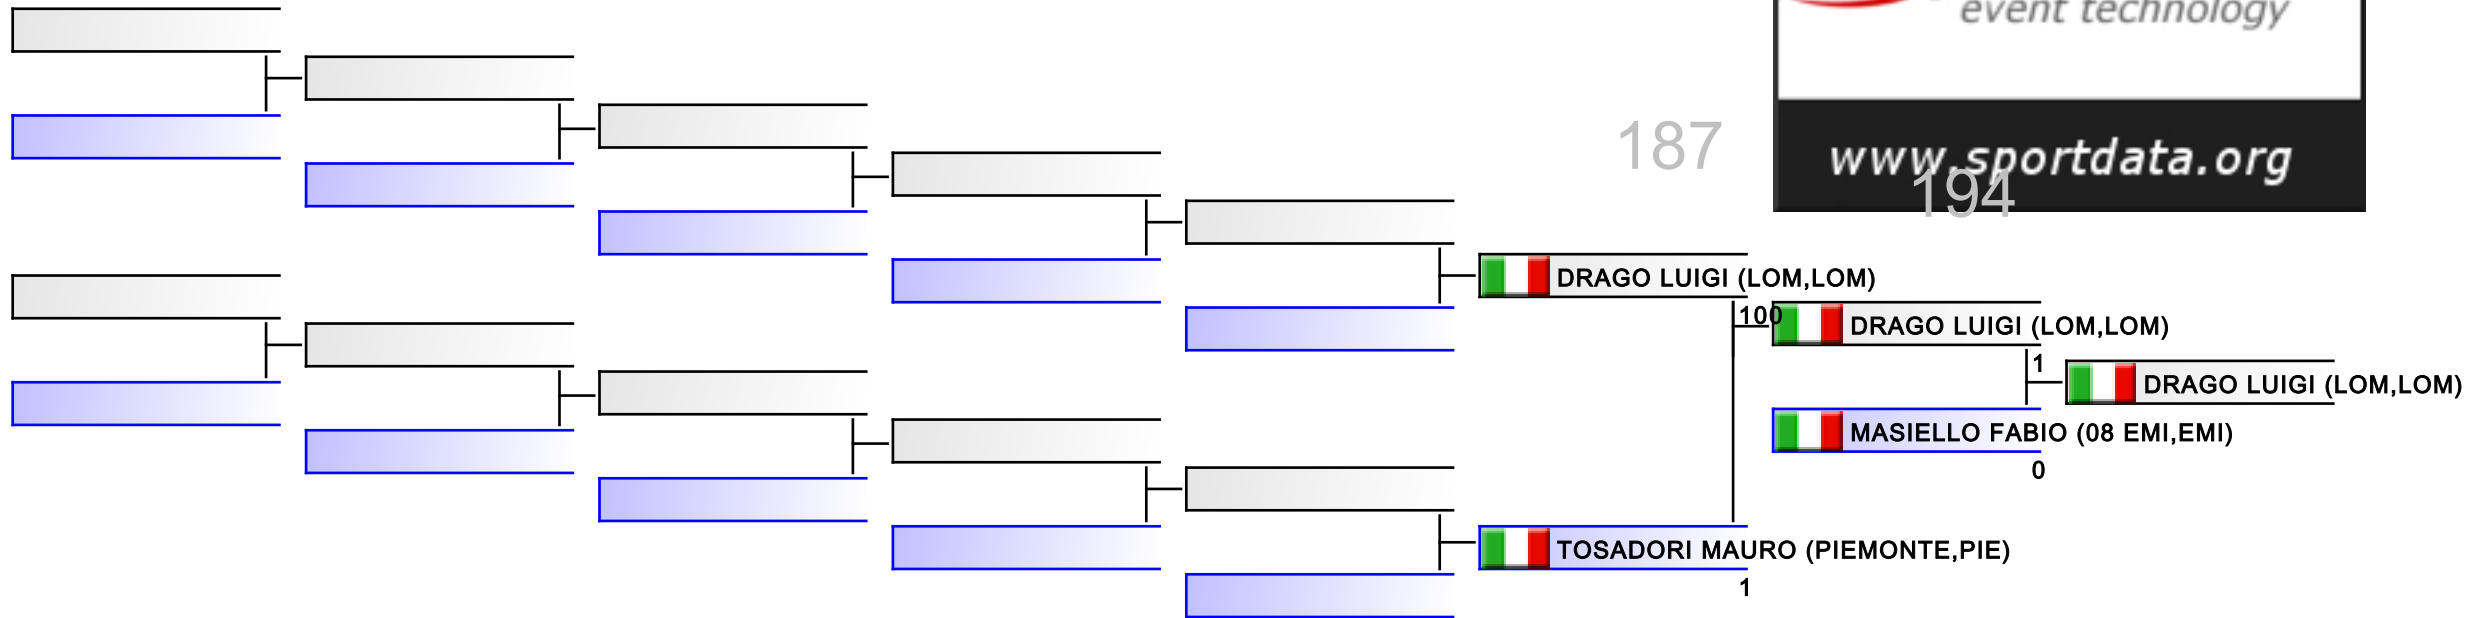 event technology
187
www.sportdata.org
194
DRAGO LUIGI (LOM,LOM)
100
DRAGO LUIGI (LOM,LOM)
1
DRAGO LUIGI (LOM,LOM)
MASIELLO FABIO (08 EMI,EMI)
0
TOSADORI MAURO (PIEMONTE,PIE)
1